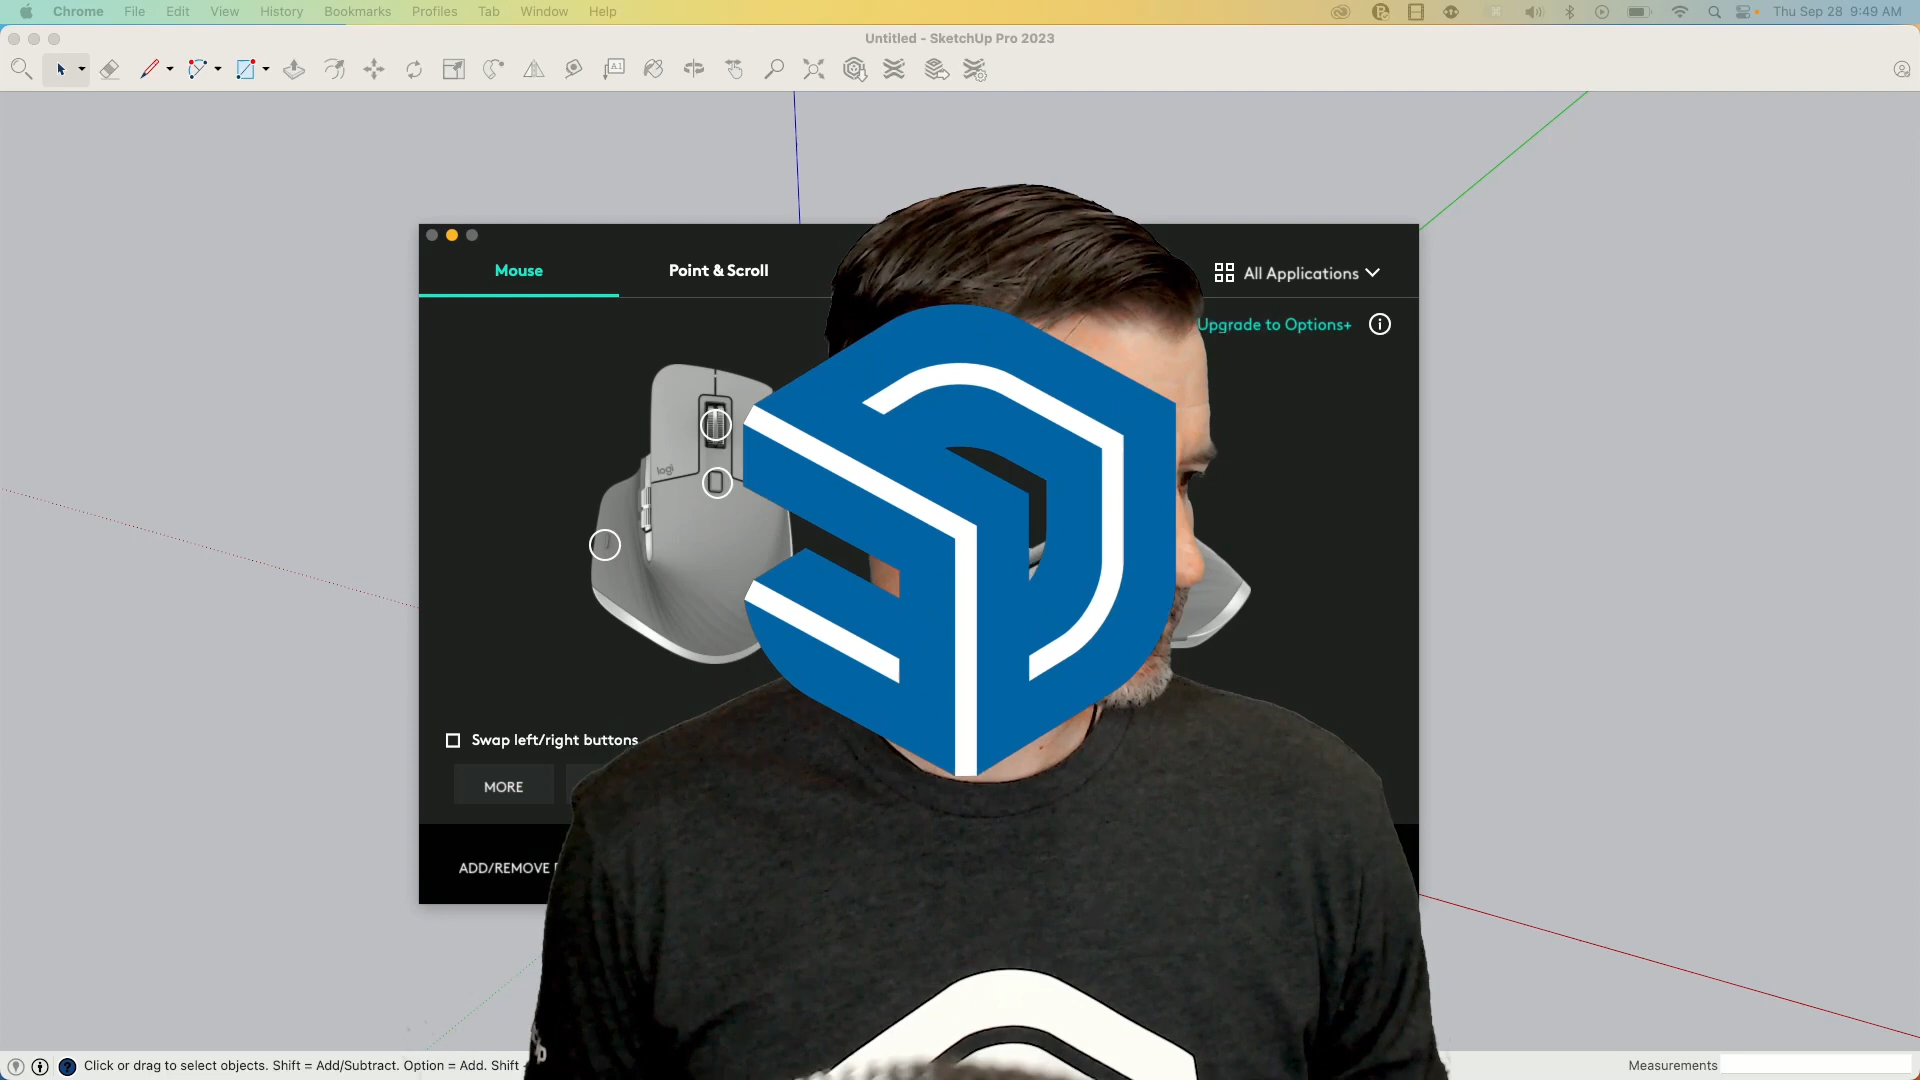 Chrome File Edit View History Bookmarks Profiles Tab Window Help
Thu Sep 28 9:49 AM
Untitled - SketchUp Pro 2023
A1
Mouse
Point & Scroll
All Applications
Upgrade to Options+
logi
Swap left/right buttons
MORE
ADD/REMOVE
Click or drag to select objects. Shift = Add/Subtract. Option = Add. Shift
Measurements